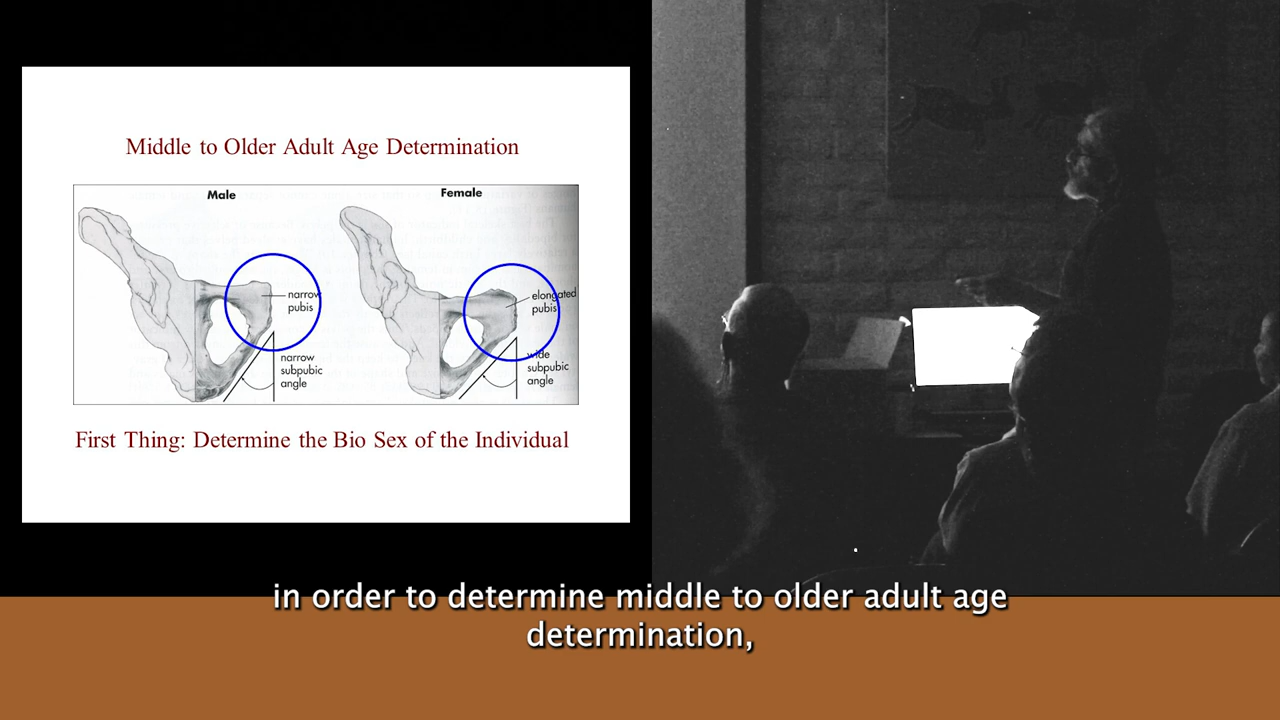 Middle to Older Adult Age Determination
Male
Female
narrow
pubis
elongated
pubis
narrow
subpubic
angle
wide
subpubic
angle
First Thing: Determine the Bio Sex of the Individual
in order to determine middle to older adult age
determination,